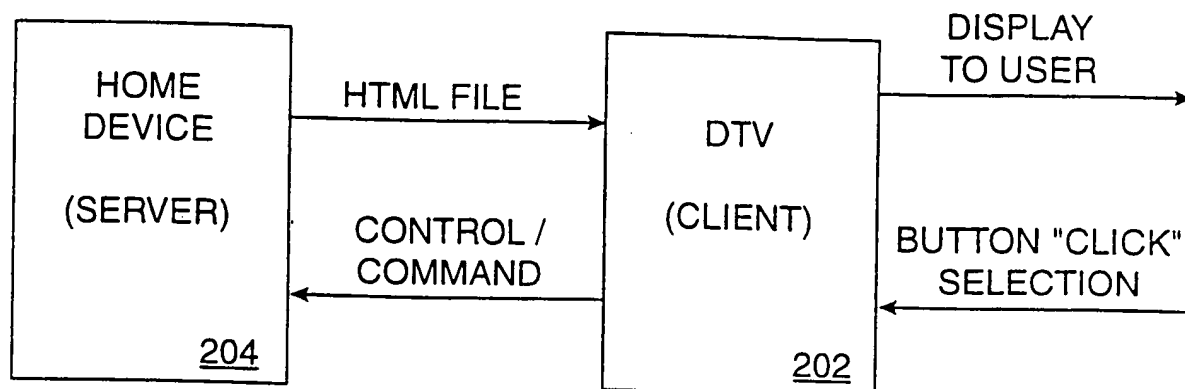 HOME
DEVICE
(SERVER)
204
HTML FILE
CONTROL /
COMMAND
DTV
(CLIENT)
202
DISPLAY
TO USER
BUTTON "CLICK"
SELECTION